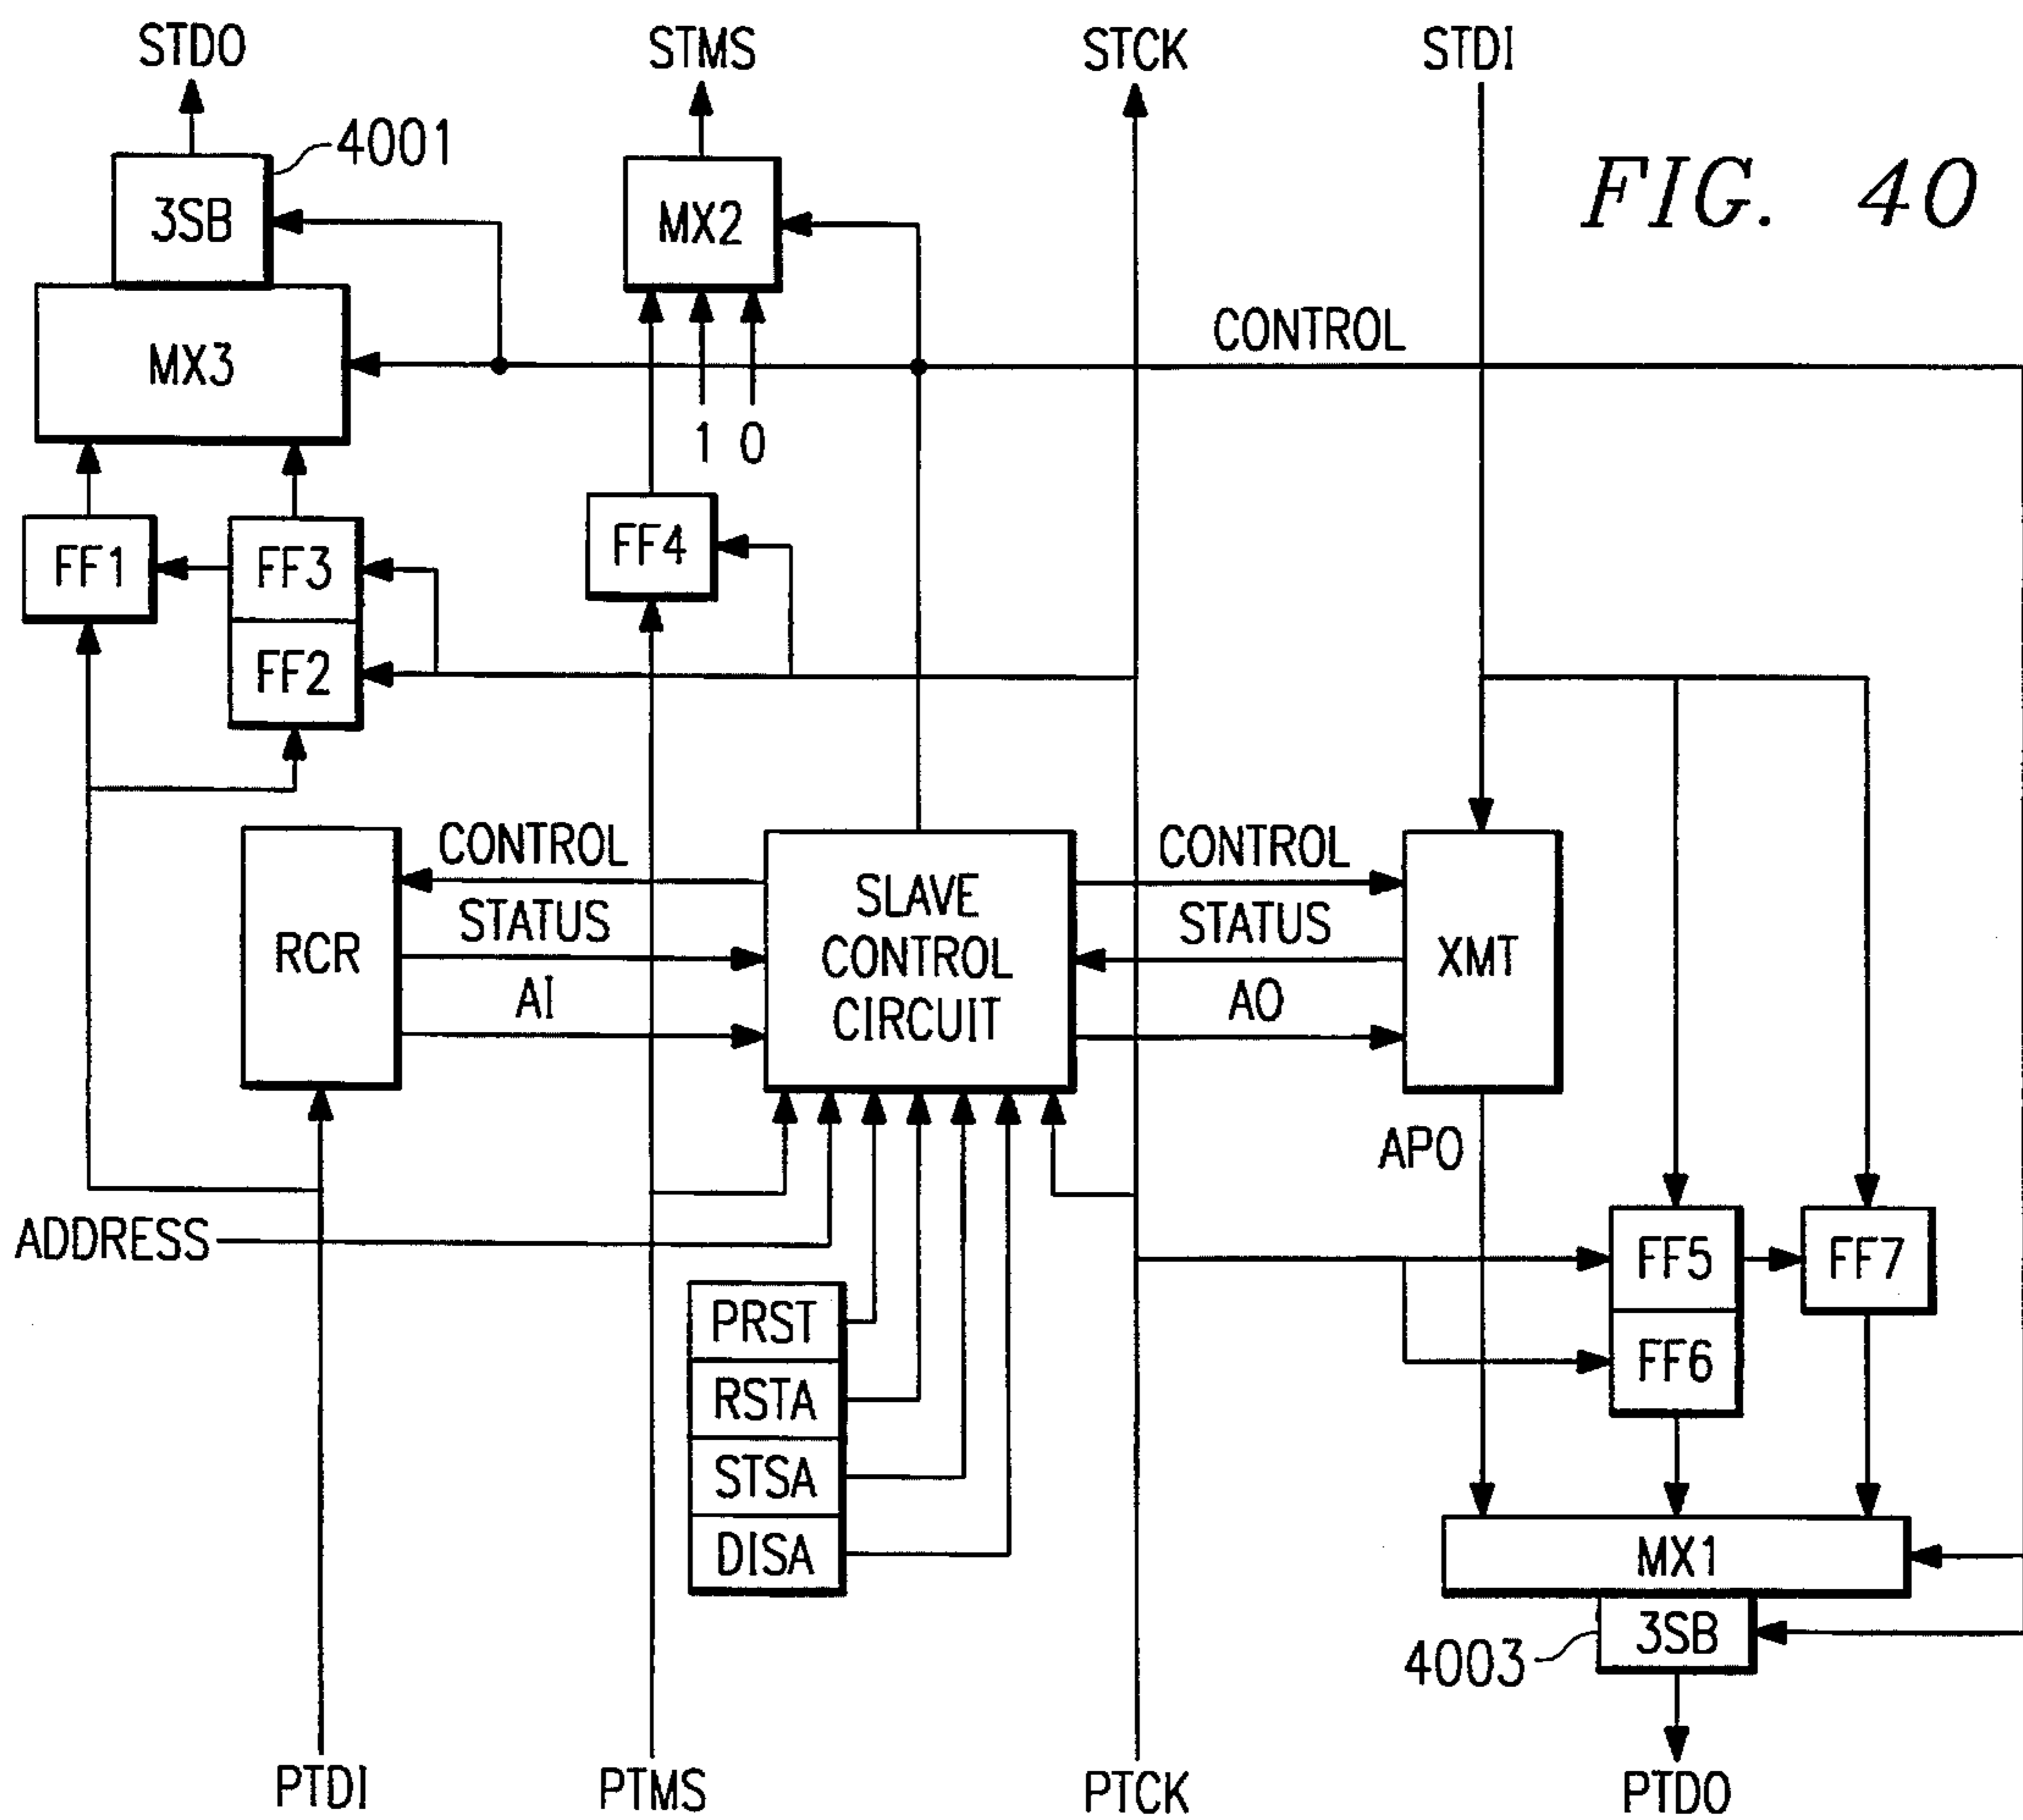 STDO
STMS
STCK
STDI
4001
FIG. 40
3SB
MX2
CONTROL
MX3
1 0
FF1
FF3
FF4
FF2
CONTROL
CONTROL
STATUS
SLAVE
CONTROL
CIRCUIT
STATUS
RCR
XMT
AI
AO
APO
ADDRESS
FF5
FF7
PRST
FF6
RSTA
STSA
DISA
MX1
3SB
4003
PTDI
PTMS
PTCK
PTDO